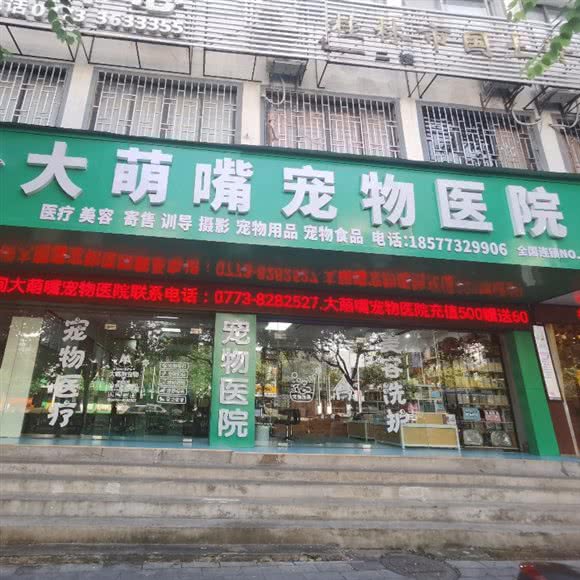 3633355
大萌嘴宠物医院
医疗 美容 寄售 训导 摄影 宠物用品 宠物食品 电话:18577329906 全国连锁NO.
大萌嘴宠物医院联系电话：0773-8282527.大萌嘴宠物医院充值500赠送60
宠物医疗
宠物医院
美容洗护